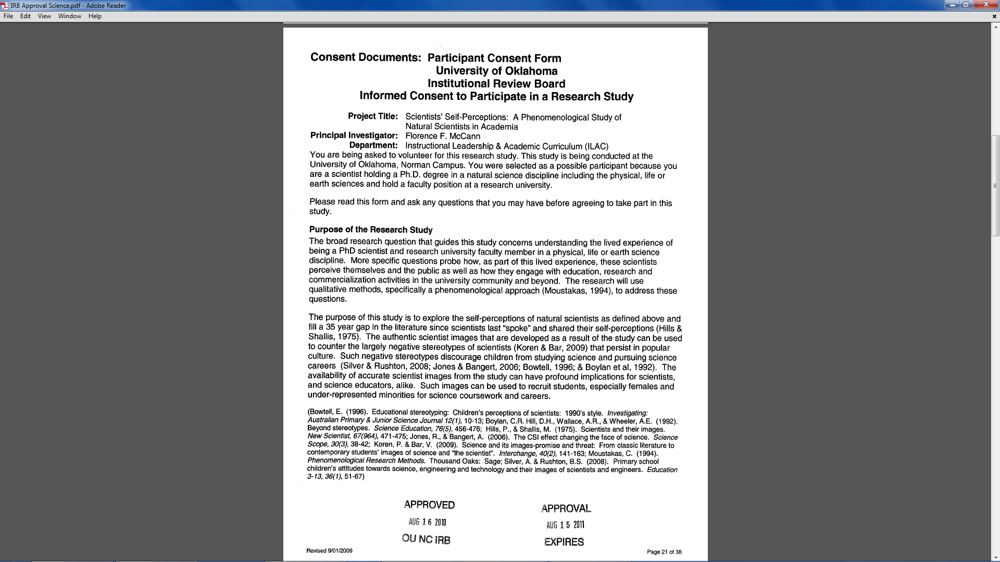 IRB Approval Science.pdf - Adobe Reader
File Edit View Window Help
Consent Documents: Participant Consent Form
University of Oklahoma
Institutional Review Board
Informed Consent to Participate in a Research Study
Project Title: Scientists' Self-Perceptions: A Phenomenological Study of
Natural Scientists in Academia
Principal Investigator: Florence F. McCann
Department: Instructional Leadership & Academic Curriculum (ILAC)
You are being asked to volunteer for this research study. This study is being conducted at the
University of Oklahoma, Norman Campus. You were selected as a possible participant because you
are a scientist holding a Ph.D. degree in a natural science discipline including the physical, life or
earth sciences and hold a faculty position at a research university.
Please read this form and ask any questions that you may have before agreeing to take part in this
study.
Purpose of the Research Study
The broad research question that guides this study concerns understanding the lived experience of
being a PhD scientist and research university faculty member in a physical, life or earth science
discipline. More specific questions probe how, as part of this lived experience, these scientists
perceive themselves and the public as well as how they engage with education, research and
commercialization activities in the university community and beyond. The research will use
qualitative methods, specifically a phenomenological approach (Moustakas, 1994), to address these
questions.
The purpose of this study is to explore the self-perceptions of natural scientists as defined above and
fill a 35 year gap in the literature since scientists last “spoke” and shared their self-perceptions (Hills &
Shallis, 1975). The authentic scientist images that are developed as a result of the study can be used
to counter the largely negative stereotypes of scientists (Koren & Bar, 2009) that persist in popular
culture. Such negative stereotypes discourage children from studying science and pursuing science
careers (Silver & Rushton, 2008; Jones & Bangert, 2006; Bowtell, 1996; & Boylan et al, 1992). The
availability of accurate scientist images from the study can have profound implications for scientists,
and science educators, alike. Such images can be used to recruit students, especially females and
under-represented minorities for science coursework and careers.
(Bowtell, E. (1996). Educational stereotyping: Children's perceptions of scientists: 1990's style. Investigating:
Australian Primary & Junior Science Journal 12(1), 10-13; Boylan, C.R. Hill, D.H., Wallace, A.R., & Wheeler, A.E. (1992).
Beyond stereotypes. Science Education, 76(5), 456-476; Hills, P., & Shallis, M. (1975). Scientists and their images.
New Scientist, 67(964), 471-475; Jones, R., & Bangert, A. (2006). The CSI effect changing the face of science. Science
Scope, 30(3), 38-42; Koren, P. & Bar, V. (2009). Science and its images-promise and threat: From classic literature to
contemporary students' images of science and “the scientist”. Interchange, 40(2), 141-163; Moustakas, C. (1994).
Phenomenological Research Methods. Thousand Oaks: Sage; Silver, A. & Rushton, B.S. (2008). Primary school
children's attitudes towards science, engineering and technology and their images of scientists and engineers. Education
3-13, 36(1), 51-67)
APPROVED
AUG 16 2010
OU NC IRB
APPROVAL
AUG 15 2011
EXPIRES
Revised 9/01/2009
Page 21 of 38